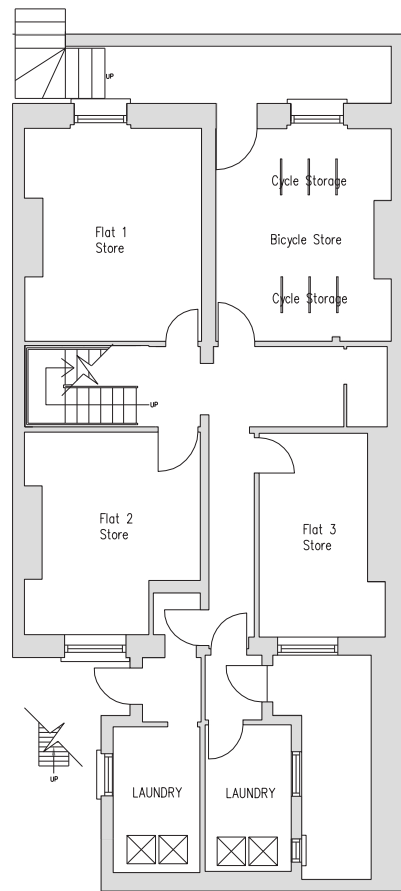 UP
Cycle Storage
Flat 1
Store
Bicycle Store
Cycle Storage
UP
Flat 2
Store
Flat 3
Store
UP
LAUNDRY
LAUNDRY